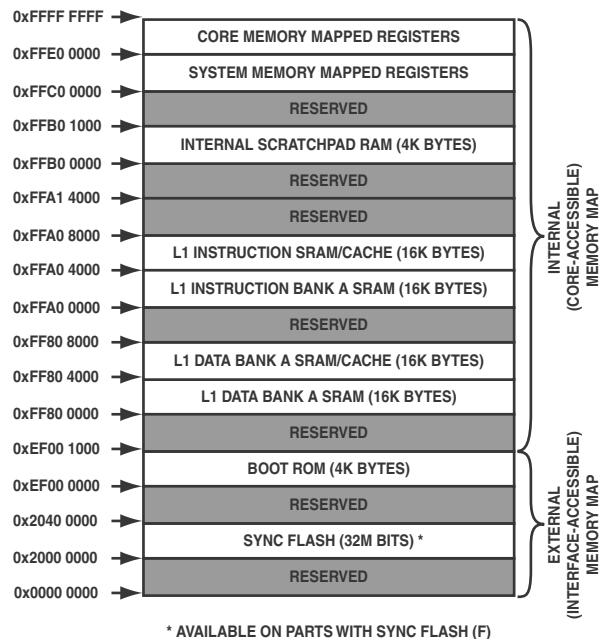 0xFFFF FFFF
CORE MEMORY MAPPED REGISTERS
0xFFE0 0000
SYSTEM MEMORY MAPPED REGISTERS
0xFFC0 0000
RESERVED
0xFFB0 1000
INTERNAL SCRATCHPAD RAM (4K BYTES)
0xFFB0 0000
RESERVED
0xFFA1 4000
RESERVED
0xFFA0 8000
L1 INSTRUCTION SRAM/CACHE (16K BYTES)
0xFFA0 4000
L1 INSTRUCTION BANK A SRAM (16K BYTES)
0xFFA0 0000
RESERVED
0xFF80 8000
L1 DATA BANK A SRAM/CACHE (16K BYTES)
0xFF80 4000
L1 DATA BANK A SRAM (16K BYTES)
0xFF80 0000
RESERVED
0xEF00 1000
BOOT ROM (4K BYTES)
0xEF00 0000
RESERVED
0x2040 0000
SYNC FLASH (32M BITS) *
0x2000 0000
RESERVED
0x0000 0000
INTERNAL
(CORE-ACCESSIBLE)
MEMORY MAP
EXTERNAL
(INTERFACE-ACCESSIBLE)
MEMORY MAP
* AVAILABLE ON PARTS WITH SYNC FLASH (F)